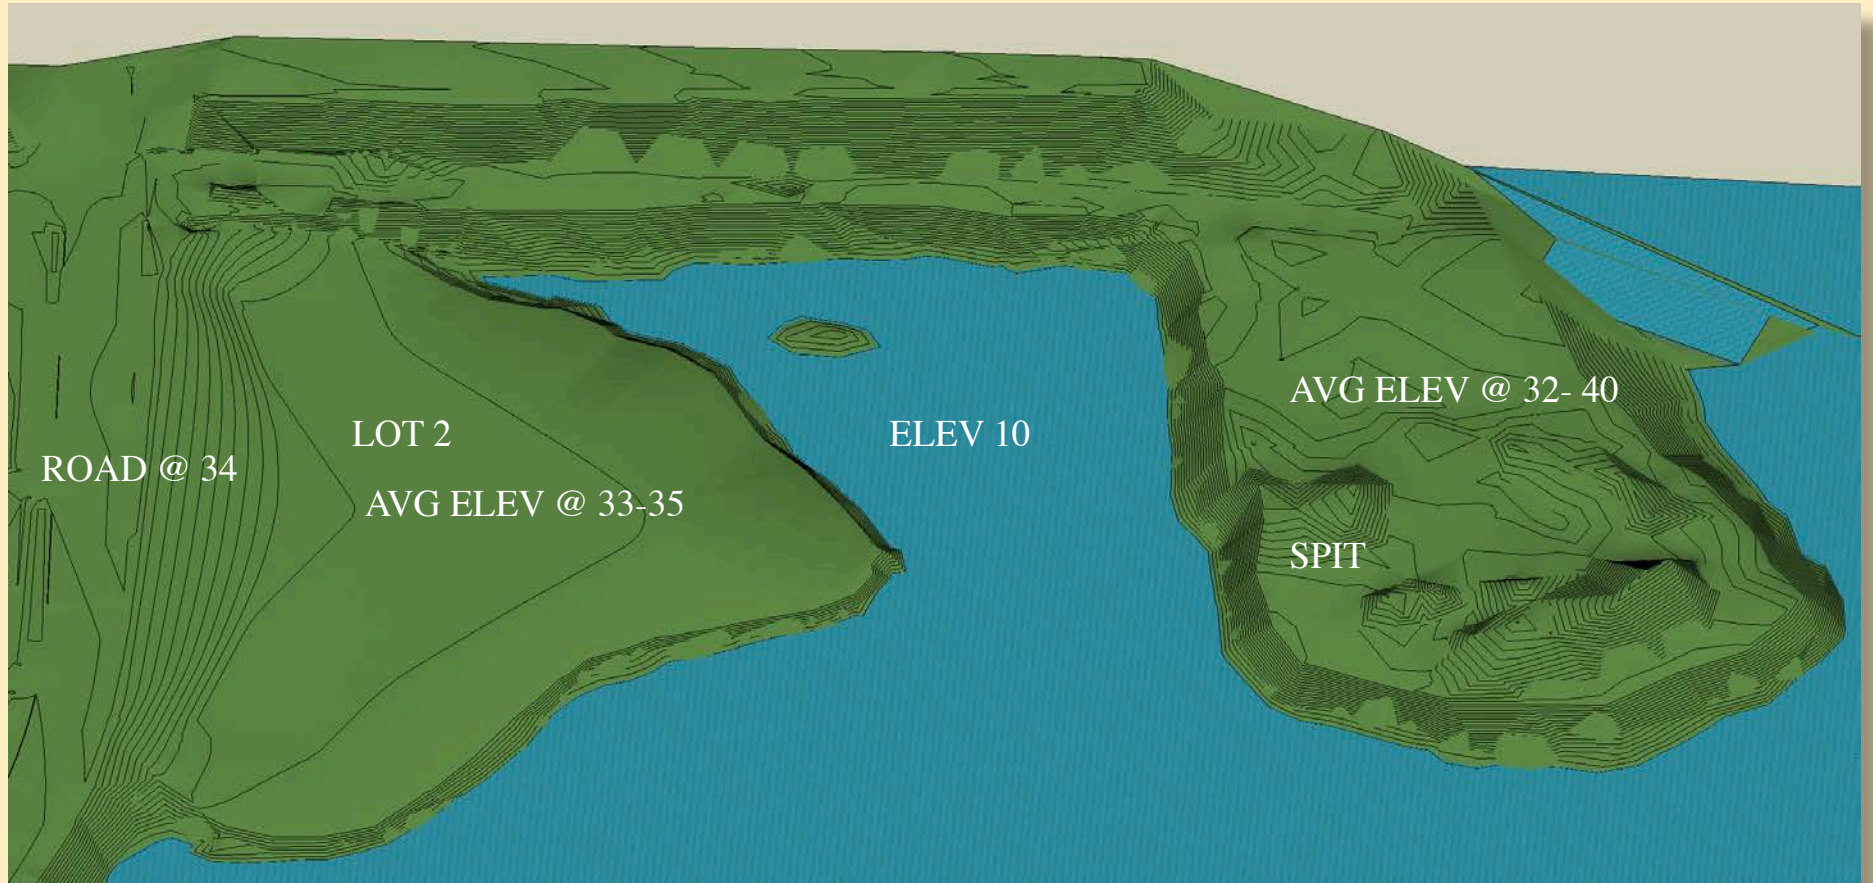 AVG ELEV @ 32- 40
LOT 2
ELEV 10
ROAD @ 34
AVG ELEV @ 33-35
SPIT